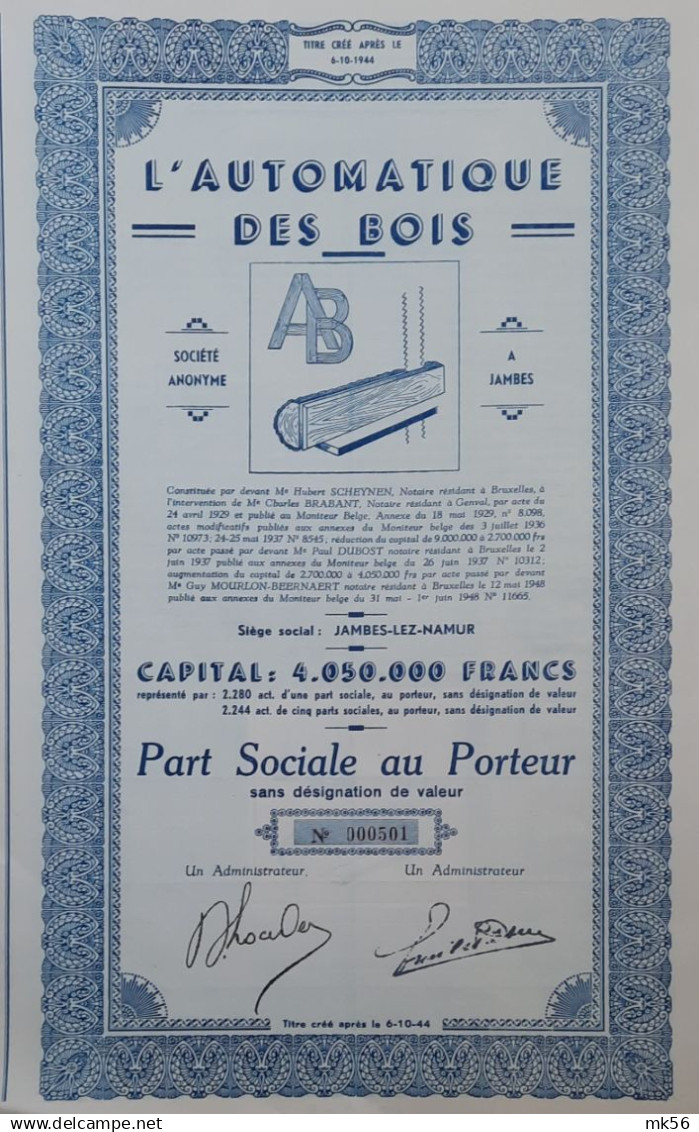 TITRE CRÉÉ APRÈS LE
6-10-1944
L'AUTOMATIQUE
DES BOIS
AB
SOCIÉTÉ
ANONYME
A
JAMBES
Constituée par devant Me Hubert SCHEYNEN, Notaire résidant à Bruxelles, à
l'intervention de Me Charles BRABANT, Notaire résidant à Genval, par acte du
24 avril 1929 et publié au Moniteur Belge, Annexe du 18 mai 1929, n° 8.098,
actes modificatifs publiés aux annexes du Moniteur belge des 3 juillet 1936
N° 10973; 24-25 mai 1937 N° 8545; réduction du capital de 9.000.000 à 2.700.000 frs
par acte passé par devant Me Paul DUBOST notaire résidant à Bruxelles le 2
juin 1937 publié aux annexes du Moniteur belge du 26 juin 1937 N° 10312;
augmentation du capital de 2.700.000 à 4.050.000 frs par acte passé par devant
Me Guy MOURLON-BEERNAERT notaire résidant à Bruxelles le 12 mai 1948
publié aux annexes du Moniteur belge du 31 mai - 1er juin 1948 N° 11665.
Siège social : JAMBES-LEZ-NAMUR
CAPITAL: 4.050.000 FRANCS
représenté par : 2.280 act. d'une part sociale, au porteur, sans désignation de valeur
2.244 act. de cinq parts sociales, au porteur, sans désignation de valeur
Part Sociale au Porteur
sans désignation de valeur
N° 000501
Un Administrateur,
Un Administrateur
Titre créé après le 6-10-44
delcampe.net
mk56